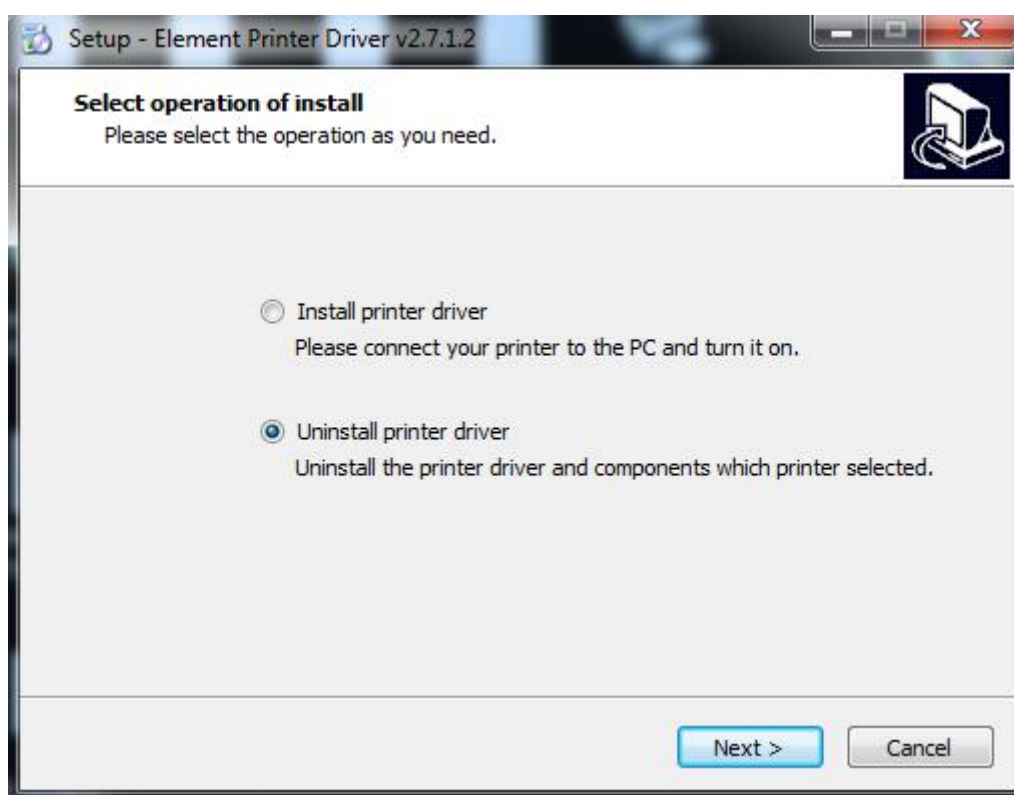 Setup - Element Printer Driver v2.7.1.2
Select operation of install
Please select the operation as you need.
Install printer driver
Please connect your printer to the PC and turn it on.
Uninstall printer driver
Uninstall the printer driver and components which printer selected.
Next >
Cancel